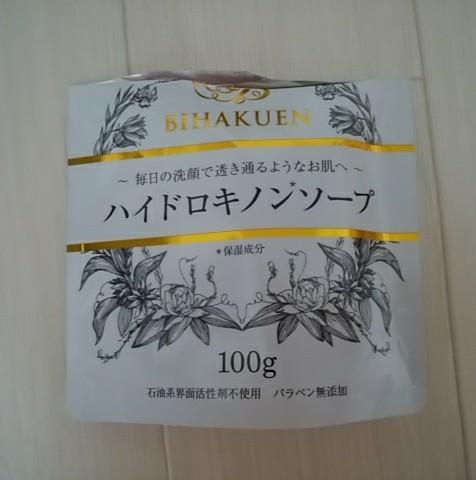 BIHAKUEN
～ 毎日の洗顔で透き通るようなお肌へ ～
ハイドロキノン*ソープ
*保湿成分
100g
石油系界面活性剤不使用 パラベン無添加